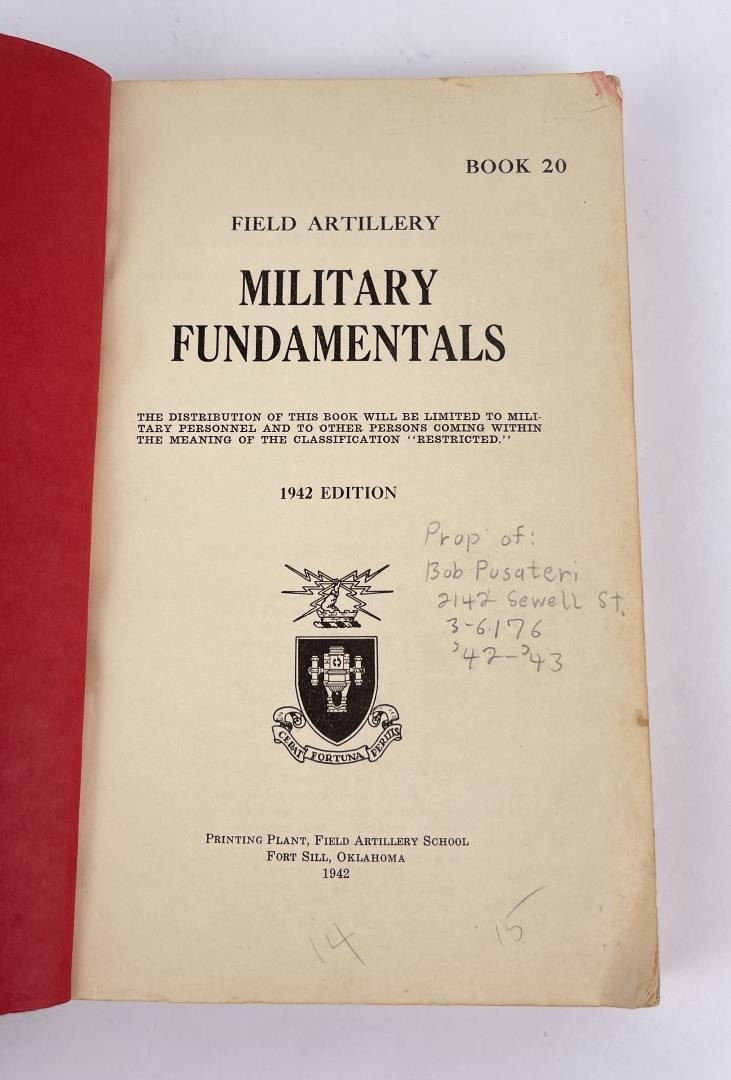 BOOK 20
FIELD ARTILLERY
MILITARY
FUNDAMENTALS
THE DISTRIBUTION OF THIS BOOK WILL BE LIMITED TO MILI-
TARY PERSONNEL AND TO OTHER PERSONS COMING WITHIN
THE MEANING OF THE CLASSIFICATION "RESTRICTED."
1942 EDITION
Prop of:
Bob Pusateri
2142 Sewell St.
3-6176
'42-'43
CEDAT FORTUNA PERITIS
PRINTING PLANT, FIELD ARTILLERY SCHOOL
FORT SILL, OKLAHOMA
1942
14 15